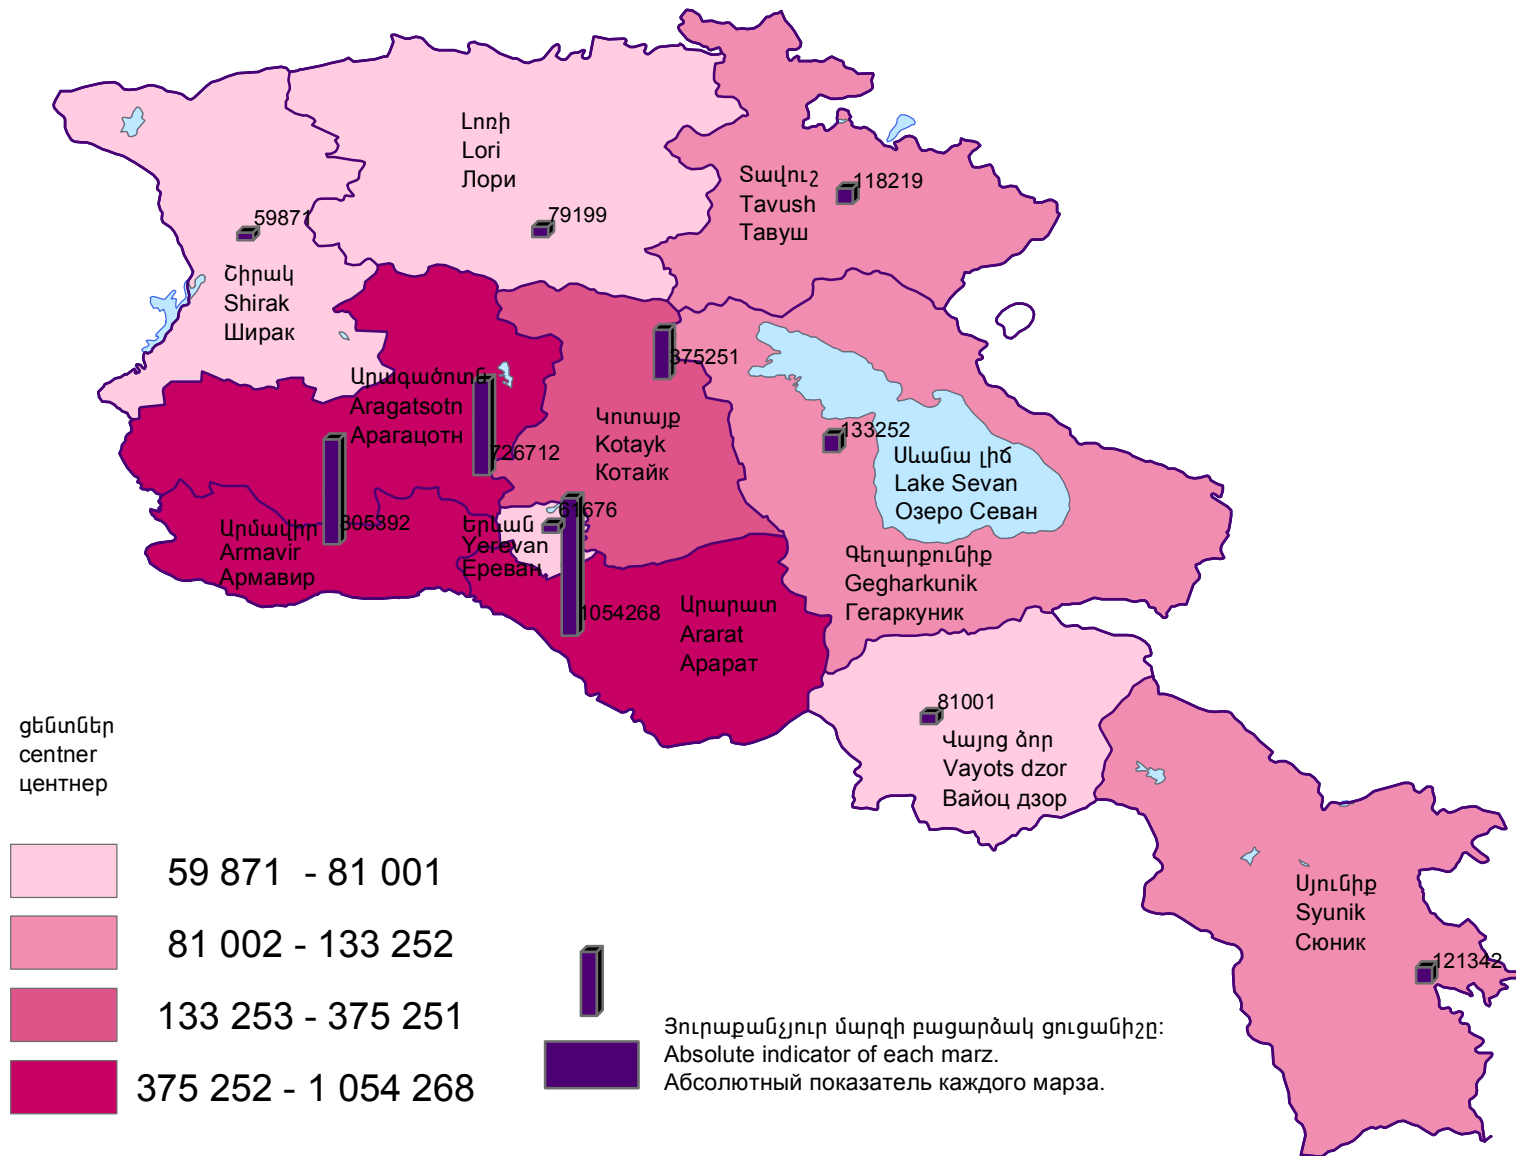 Լոռի
Lori
Лори
79199
Տավուշ
Tavush
Тавуш
118219
59871
Շիրակ
Shirak
Ширак
375251
Արագածոտն
Aragatsotn
Арагацотн
726712
Կոտայք
Kotayk
Котайк
133252
Սևանա լիճ
Lake Sevan
Озеро Севан
Գեղարքունիք
Gegharkunik
Гегаркуник
805392
Արմավիր
Armavir
Армавир
61676
Երևան
Yerevan
Ереван
1054268
Արարատ
Ararat
Арарат
81001
Վայոց ձոր
Vayots dzor
Вайоц дзор
Սյունիք
Syunik
Сюник
121342
ցենտներ
centner
центнер
59 871 - 81 001
81 002 - 133 252
133 253 - 375 251
375 252 - 1 054 268
Յուրաքանչյուր մարզի բացարձակ ցուցանիշը:
Absolute indicator of each marz.
Абсолютный показатель каждого марза.